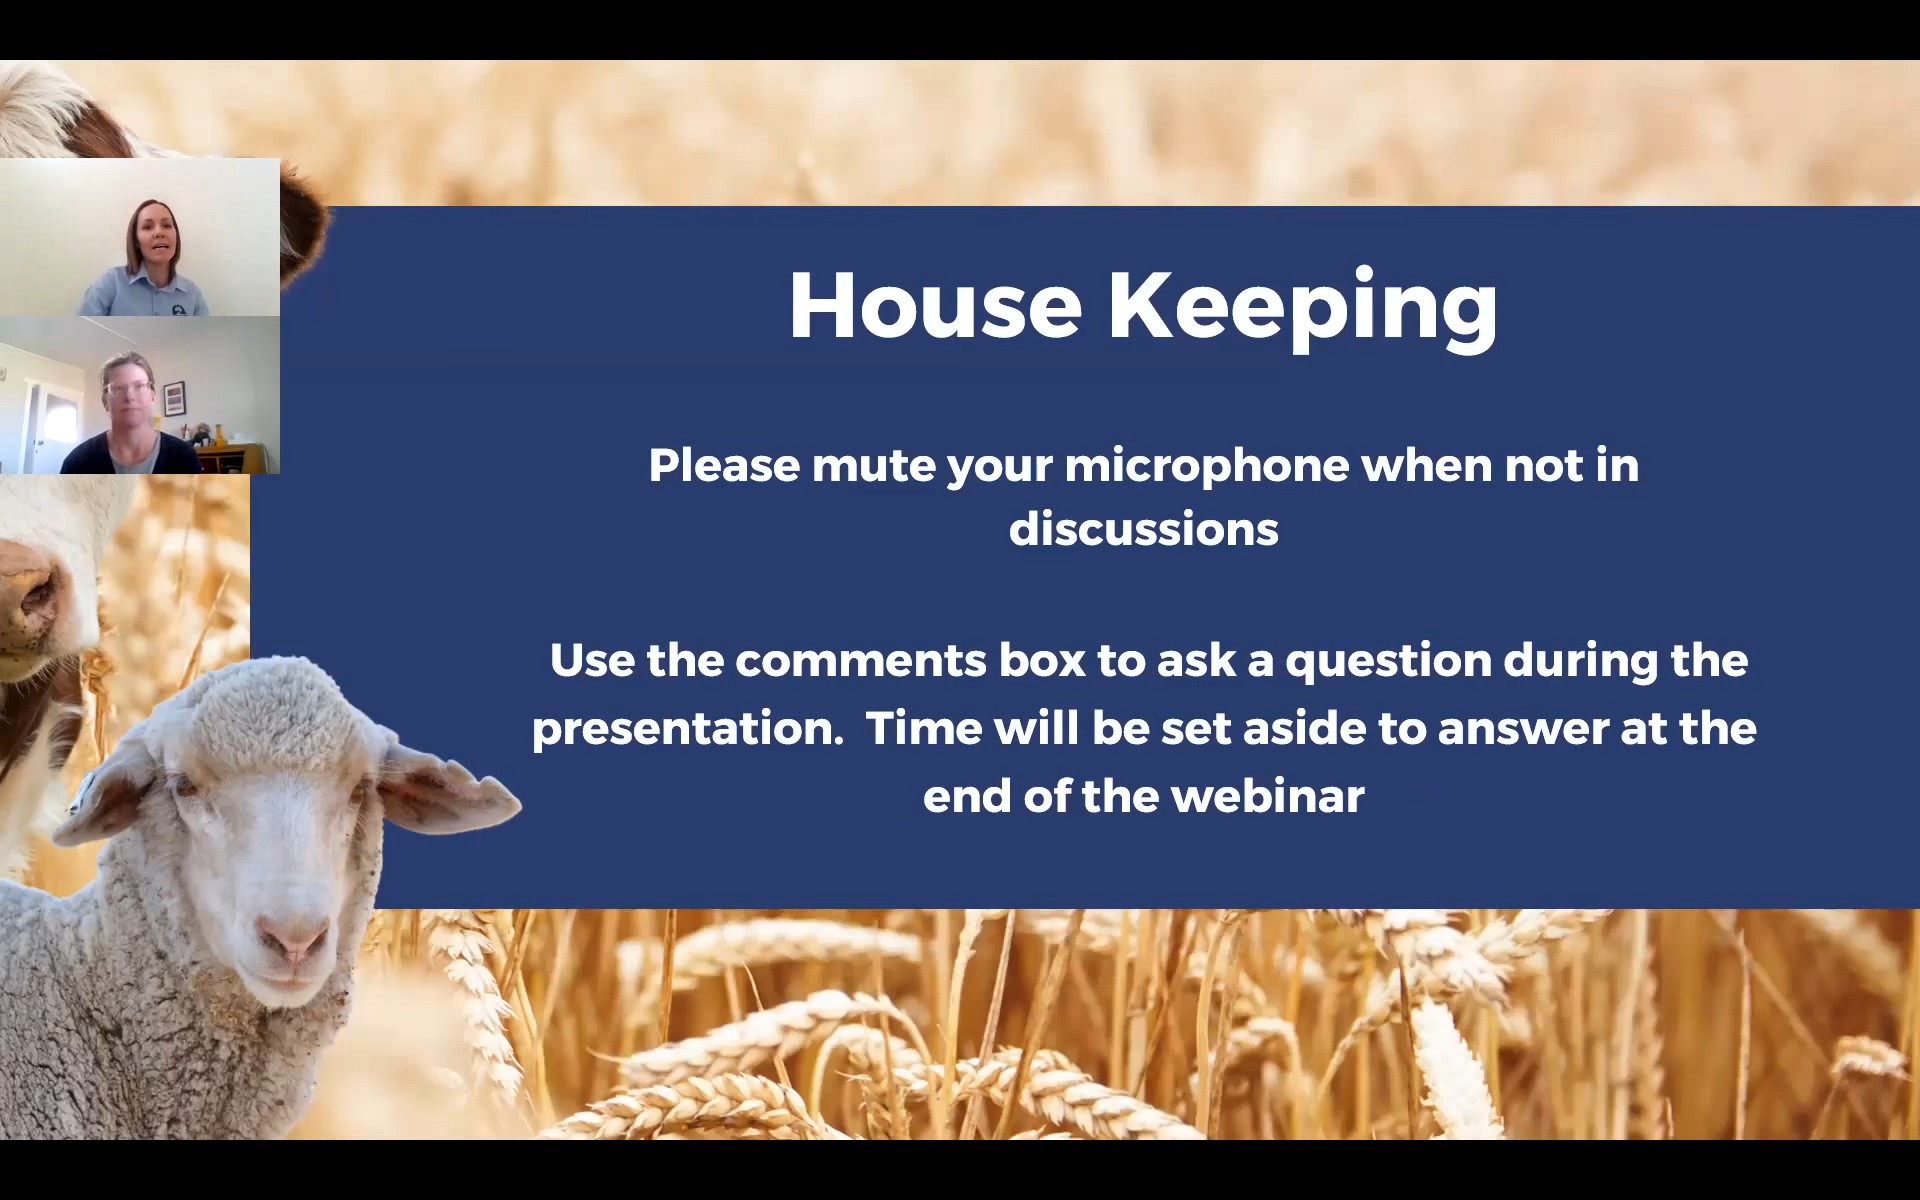 House Keeping
Please mute your microphone when not in
discussions
Use the comments box to ask a question during the
presentation.  Time will be set aside to answer at the
end of the webinar